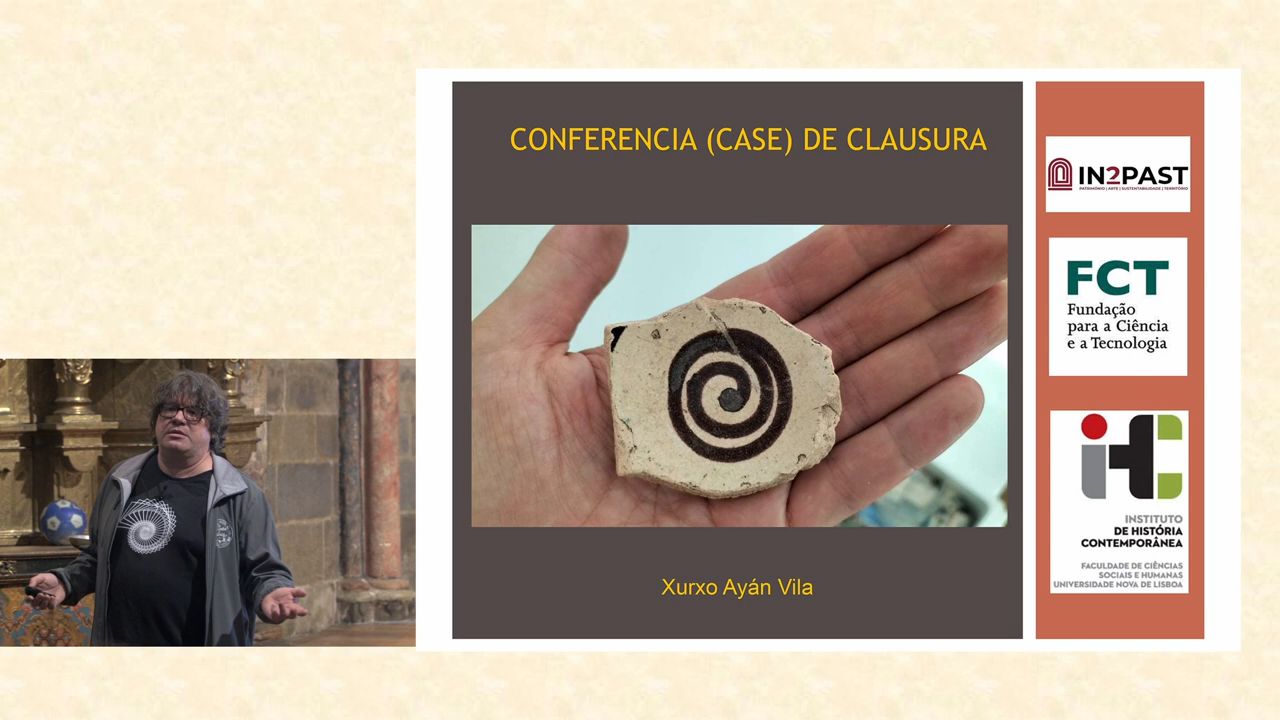 CONFERENCIA (CASE) DE CLAUSURA
Xurxo Ayán Vila
IN2PAST
PATRIMÓNIO | ARTE | SUSTENTABILIDADE | TERRITÓRIO
FCT
Fundação
para a Ciência
e a Tecnologia
iHC
INSTITUTO
DE HISTÓRIA
CONTEMPORÂNEA
FACULDADE DE CIÊNCIAS
SOCIAIS E HUMANAS
UNIVERSIDADE NOVA DE LISBOA